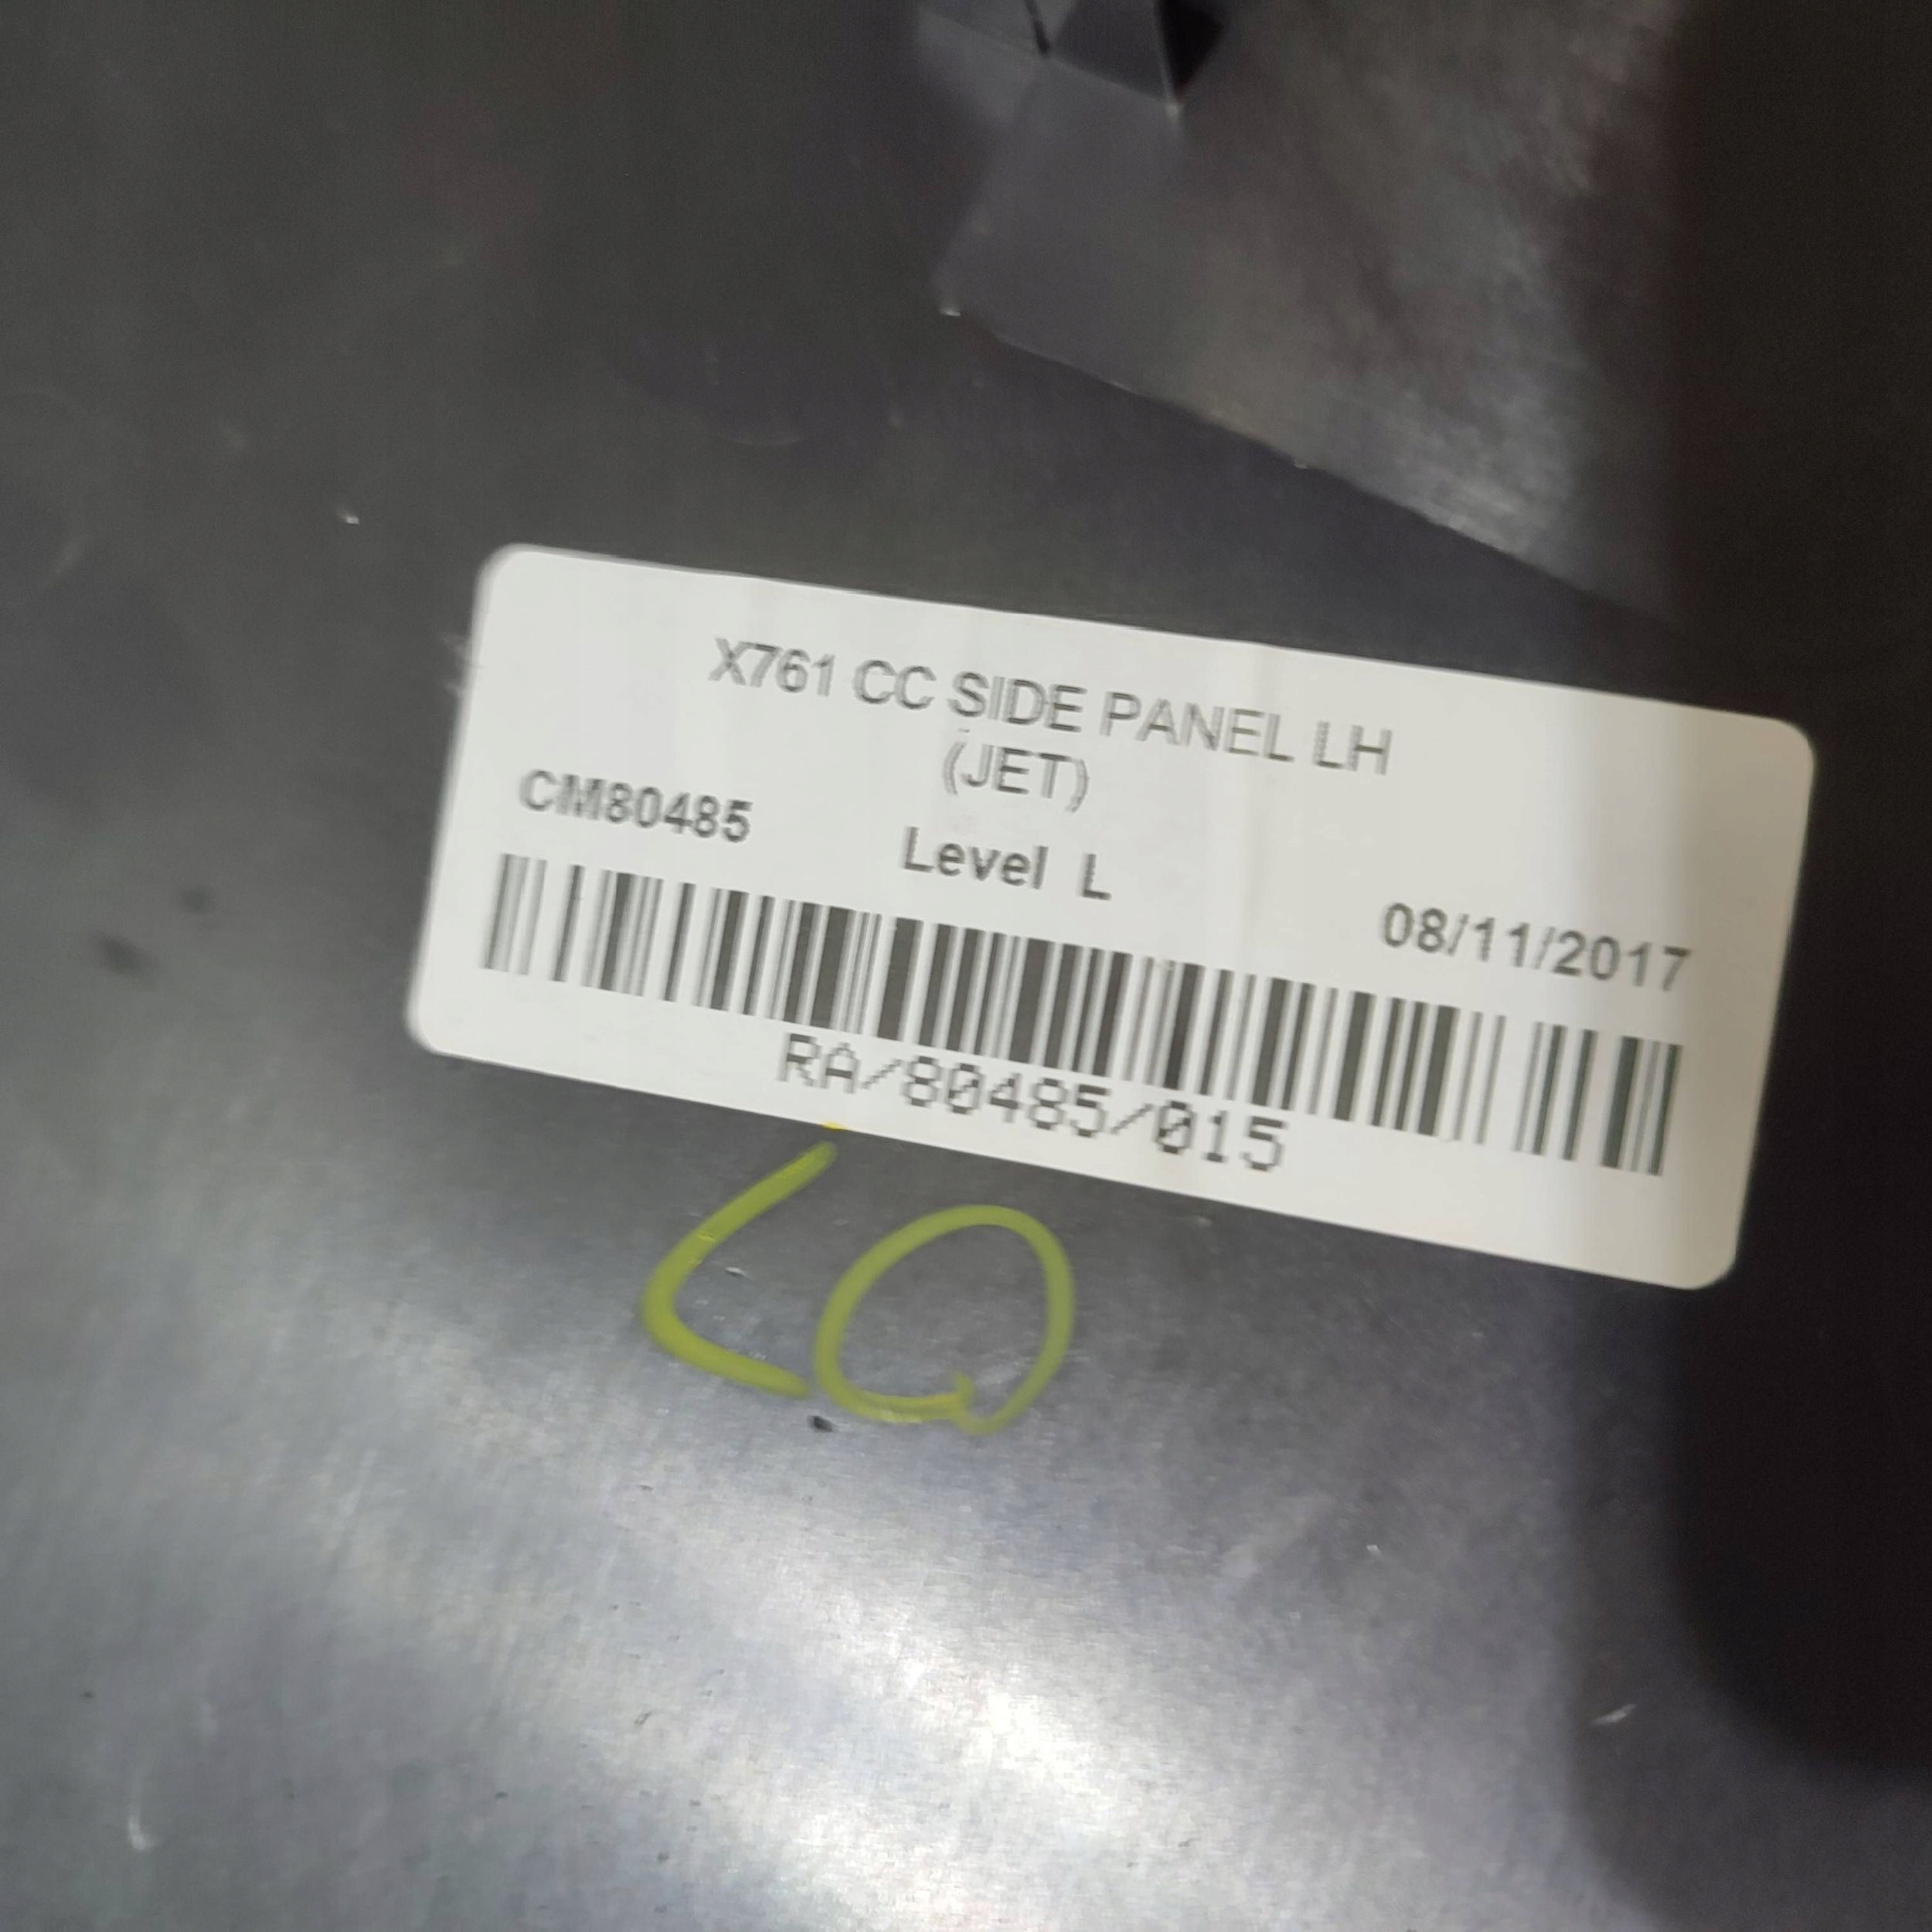 X761 CC SIDE PANEL LH
(JET)
CM80485
Level L
08/11/2017
RA/80485/015
LQ